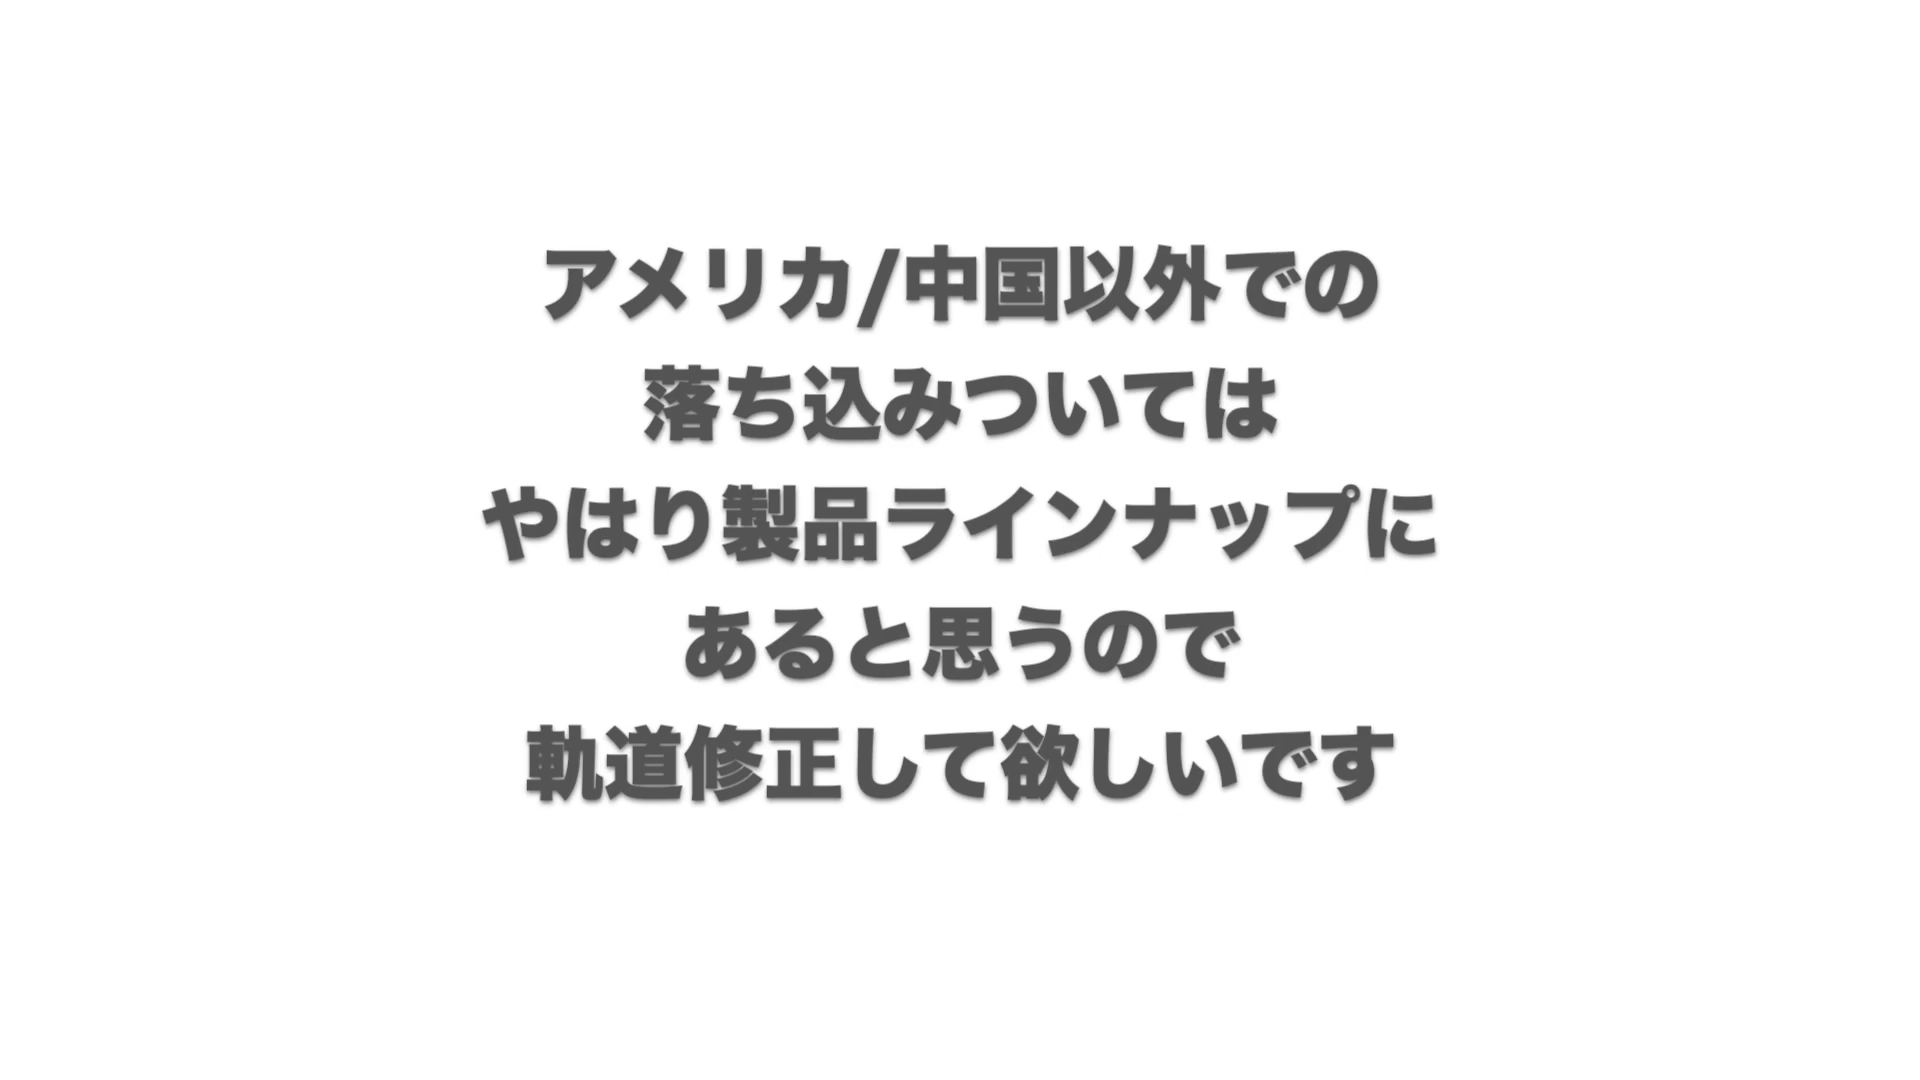 アメリカ/中国以外での
落ち込みついては
やはり製品ラインナップに
あると思うので
軌道修正して欲しいです